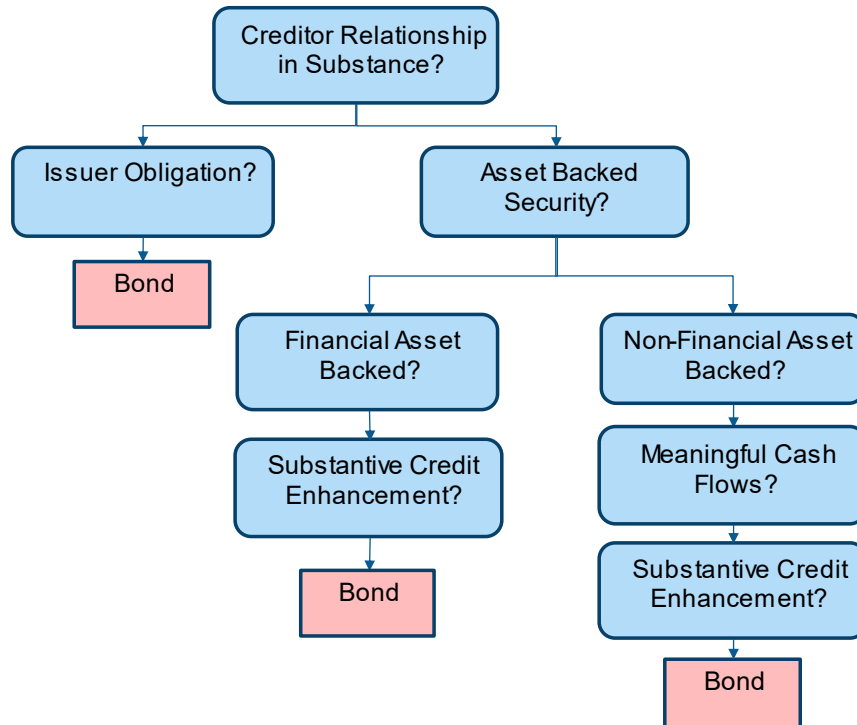 Creditor Relationship
in Substance?
Issuer Obligation?
Asset Backed
Security?
Bond
Financial Asset
Backed?
Non-Financial Asset
Backed?
Substantive Credit
Enhancement?
Meaningful Cash
Flows?
Bond
Substantive Credit
Enhancement?
Bond